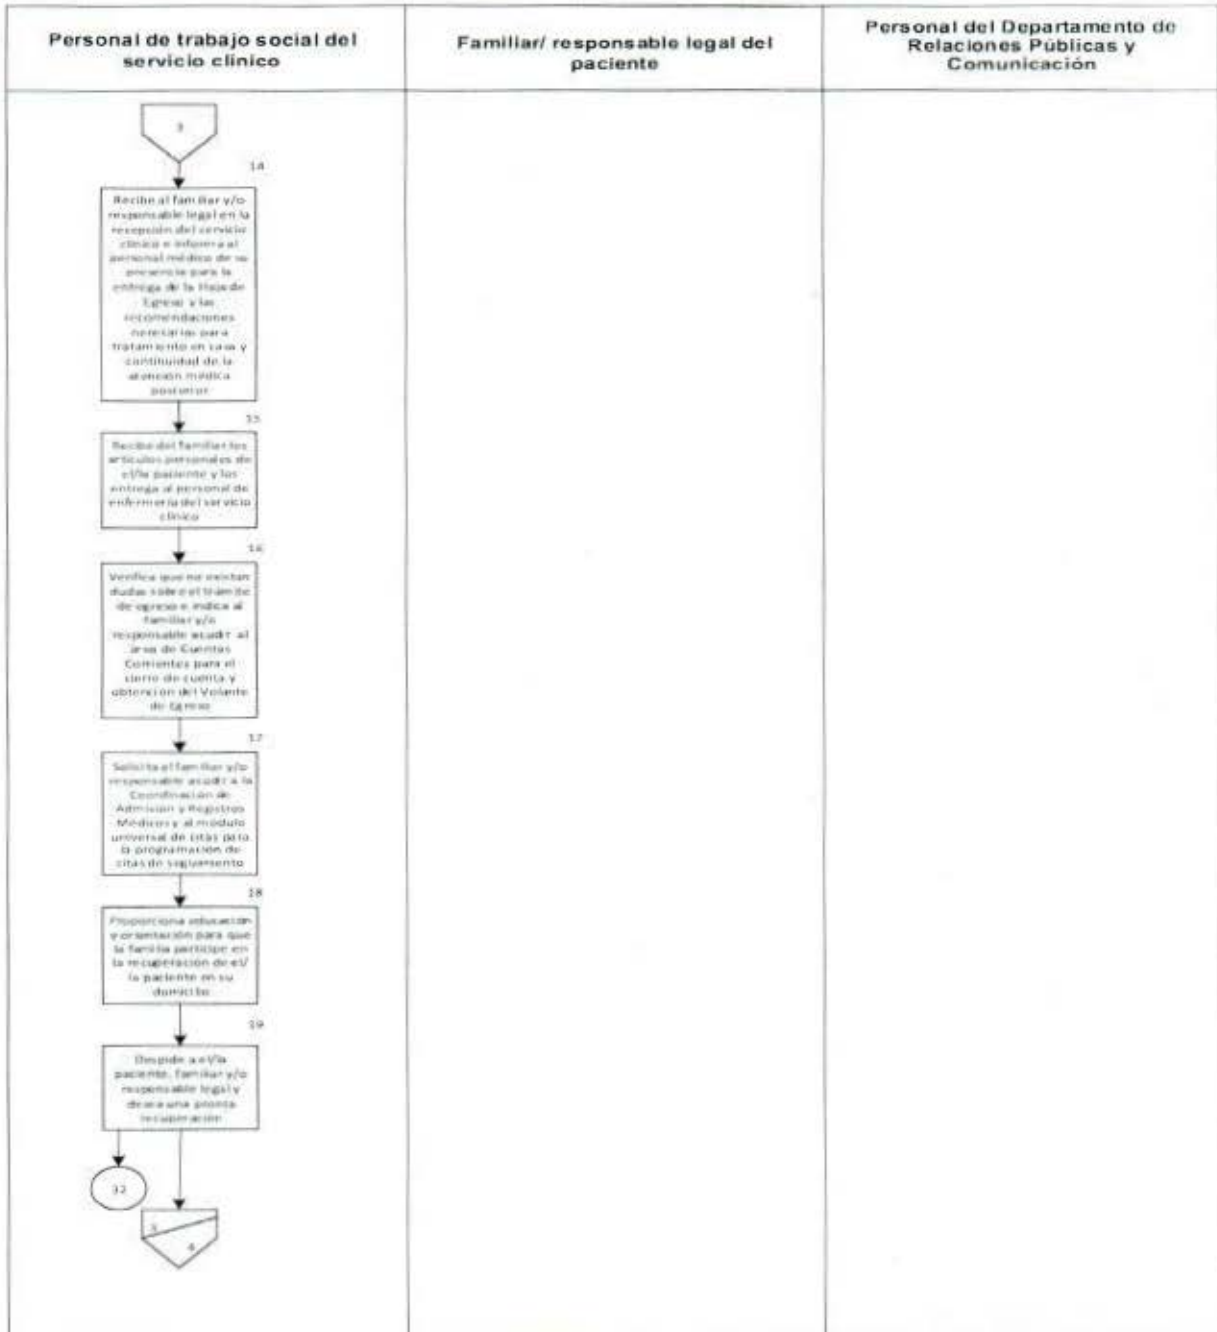 Personal de trabajo social del
servicio clínico
Familiar/ responsable legal del
paciente
Personal del Departamento de
Relaciones Públicas y
Comunicación
3
14
Recibe al familiar y/o
responsable legal en la
recepción del servicio
clínico e informa al
personal médico de su
presencia para la
entrega de la Hoja de
Egreso y las
recomendaciones
necesarias para
tratamiento en casa y
continuidad de la
atención médica
posterior
15
Recibe del familiar los
artículos personales de
el/la paciente y los
entrega al personal de
enfermería del servicio
clínico
16
Verifica que no existan
dudas sobre el trámite
de egreso e indica al
familiar y/o
responsable acudir al
área de Cuentas
Corrientes para el
cierre de cuenta y
obtención del Volante
de Egreso
17
Solicita al familiar y/o
responsable acudir a la
Coordinación de
Admisión y Registros
Médicos y al módulo
universal de citas para
la programación de
citas de seguimiento
18
Proporciona educación
y orientación para que
la familia participe en
la recuperación de el/
la paciente en su
domicilio
19
Despide a el/la
paciente, familiar y/o
responsable legal y
desea una pronta
recuperación
32
3
4